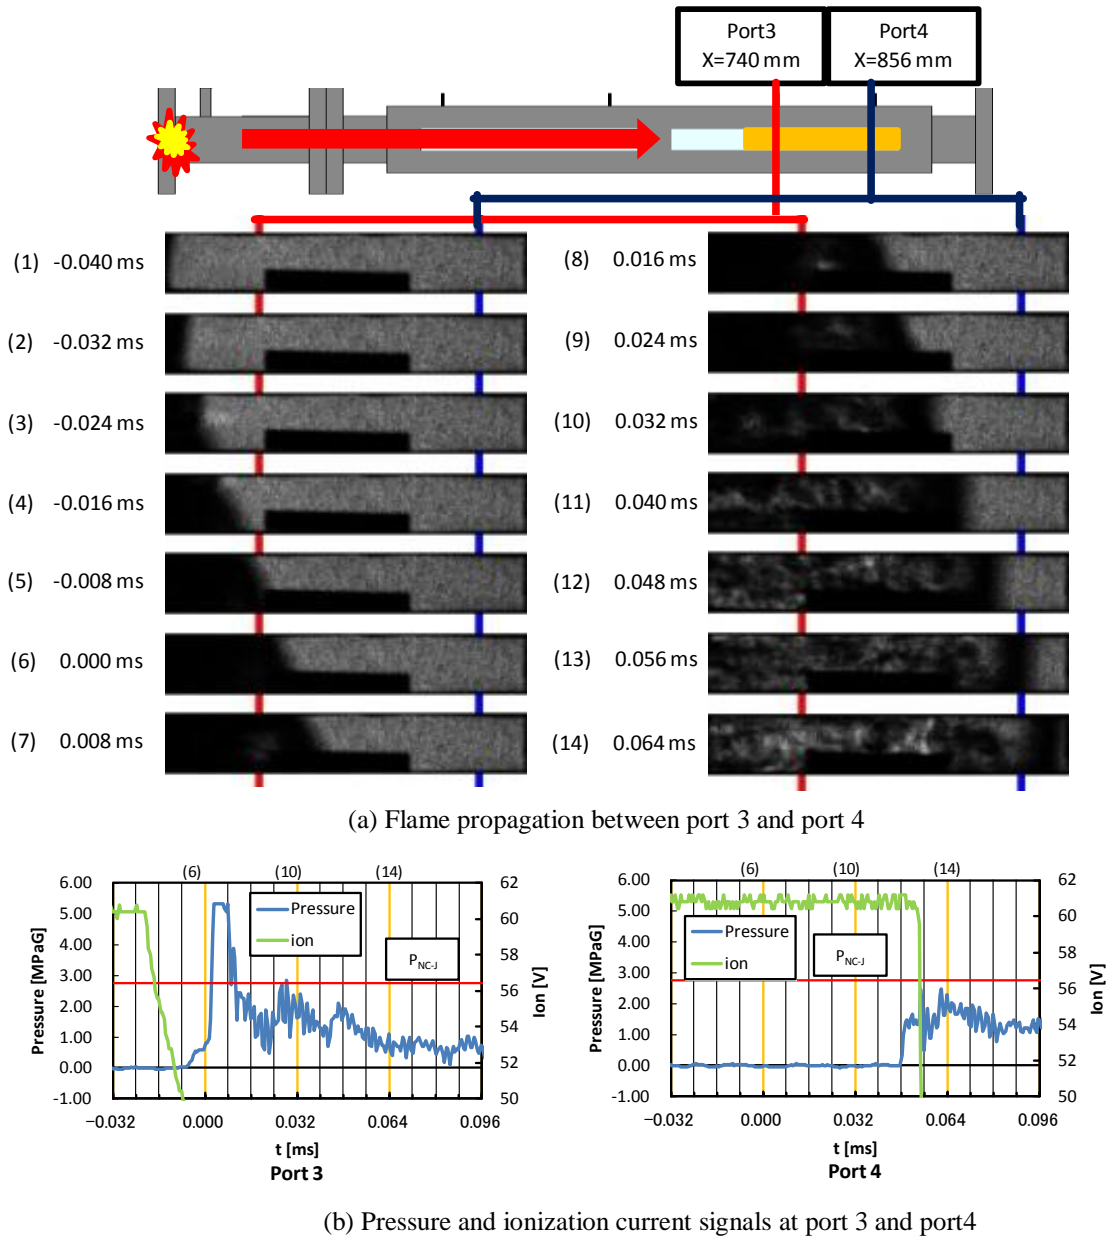 Port3
X=740 mm
Port4
X=856 mm
(1) -0.040 ms
(2) -0.032 ms
(3) -0.024 ms
(4) -0.016 ms
(5) -0.008 ms
(6) 0.000 ms
(7) 0.008 ms
(8) 0.016 ms
(9) 0.024 ms
(10) 0.032 ms
(11) 0.040 ms
(12) 0.048 ms
(13) 0.056 ms
(14) 0.064 ms
(a) Flame propagation between port 3 and port 4
(6) (10) (14)
6.00
5.00
4.00
3.00
2.00
1.00
0.00
-1.00
Pressure [MPaG]
Pressure
ion
PNC-J
62
60
58
56
54
52
50
Ion [V]
−0.032 0.000 0.032 0.064 0.096
t [ms]
Port 3
(6) (10) (14)
6.00
5.00
4.00
3.00
2.00
1.00
0.00
-1.00
Pressure [MPaG]
Pressure
ion
PNC-J
62
60
58
56
54
52
50
Ion [V]
−0.032 0.000 0.032 0.064 0.096
t [ms]
Port 4
(b) Pressure and ionization current signals at port 3 and port4